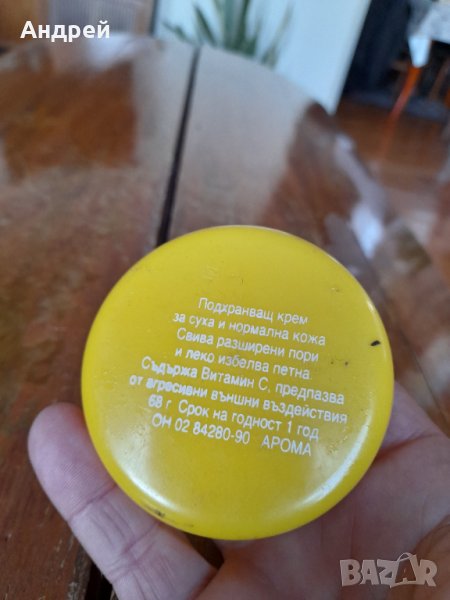 Андрей
Подхранващ крем
за суха и нормална кожа
Свива разширени пори
и леко избелва петна
Съдържа Витамин С, предпазва
от агресивни външни въздействия
68 г. Срок на годност 1 год.
ОН 02 84280-90 АРОМА
BAZAR